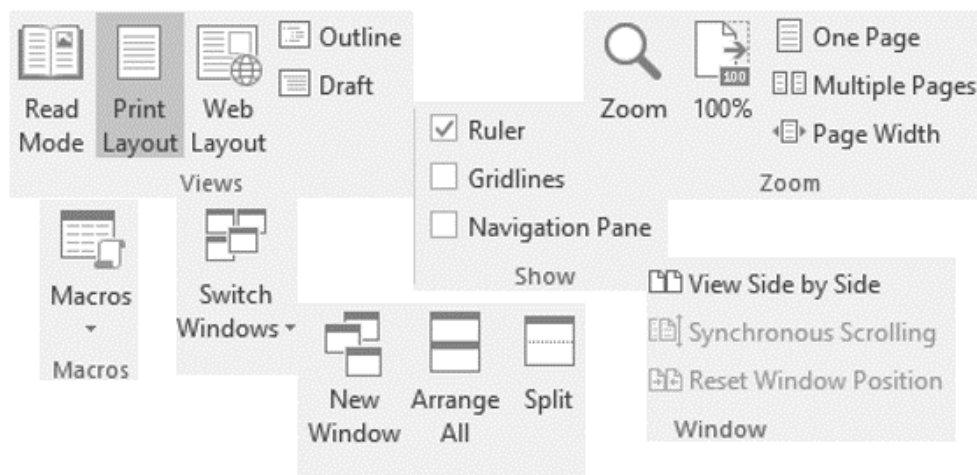 Read
Mode
Print
Layout
Web
Layout
Outline
Draft
Views
Ruler
Gridlines
Navigation Pane
Show
Zoom
100
100%
One Page
Multiple Pages
Page Width
Zoom
Macros
Macros
Switch
Windows
New
Window
Arrange
All
Split
View Side by Side
Synchronous Scrolling
Reset Window Position
Window